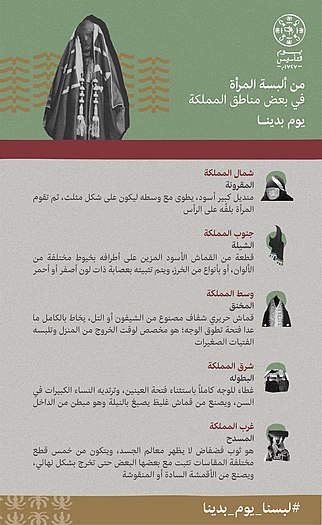 يوم
التأسيس
١٧٢٧م
من ألبسة المرأة
في بعض مناطق المملكة
يوم بدينــا
شمال المملكة
المقرونة
منديل كبير أسود، يطوى مع وسطه ليكون على شكل مثلث، ثم تقوم
المرأة بلفّه على الرأس
جنوب المملكة
الشيلة
قطعة من القماش الأسود المزين على أطرافه بخيوط مختلفة من
الألوان، أو بأنواع من الخرز، ويتم تثبيته بعصابة ذات لون أصفر أو أحمر
وسط المملكة
المخنق
قماش حريري شفاف مصنوع من الشيفون أو التل، يخاط بالكامل ما
عدا فتحة تطوق الوجه؛ هو مخصص لوقت الخروج من المنزل وتلبسه
الفتيات الصغيرات
شرق المملكة
البطوله
غطاء للوجه كاملاً باستثناء فتحة العينين، وترتديه النساء الكبيرات في
السن، ويصنع من قماش غليظ يصبغ بالنيلة وهو مبطن من الداخل
غرب المملكة
المسدح
هو ثوب فضفاض لا يظهر معالم الجسد، ويتكون من خمس قطع
مختلفة المقاسات تثبت مع بعضها البعض حتى تخرج بشكل نهائي،
ويصنع من الأقمشة السادة أو المنقوشة
#لبسنا_يوم_بدينا